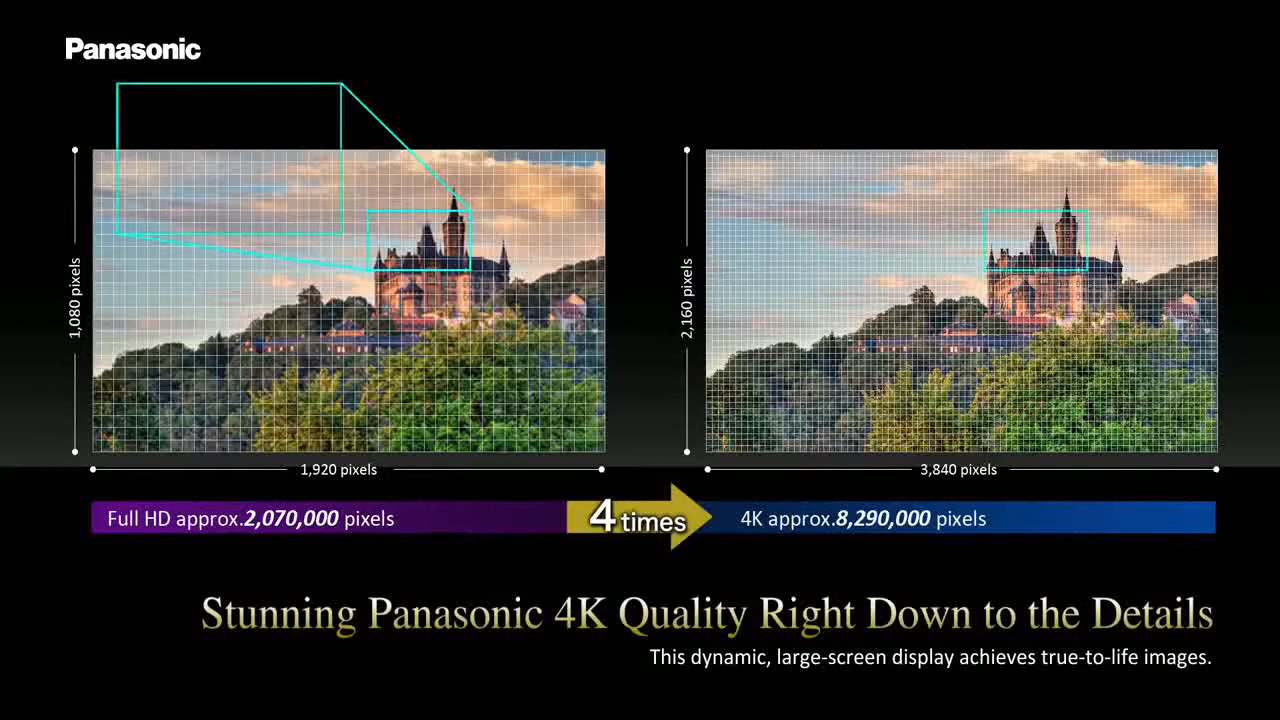 Panasonic
1,080 pixels
2,160 pixels
1,920 pixels
3,840 pixels
Full HD approx.2,070,000 pixels
4 times
4K approx.8,290,000 pixels
Stunning Panasonic 4K Quality Right Down to the Details
This dynamic, large-screen display achieves true-to-life images.